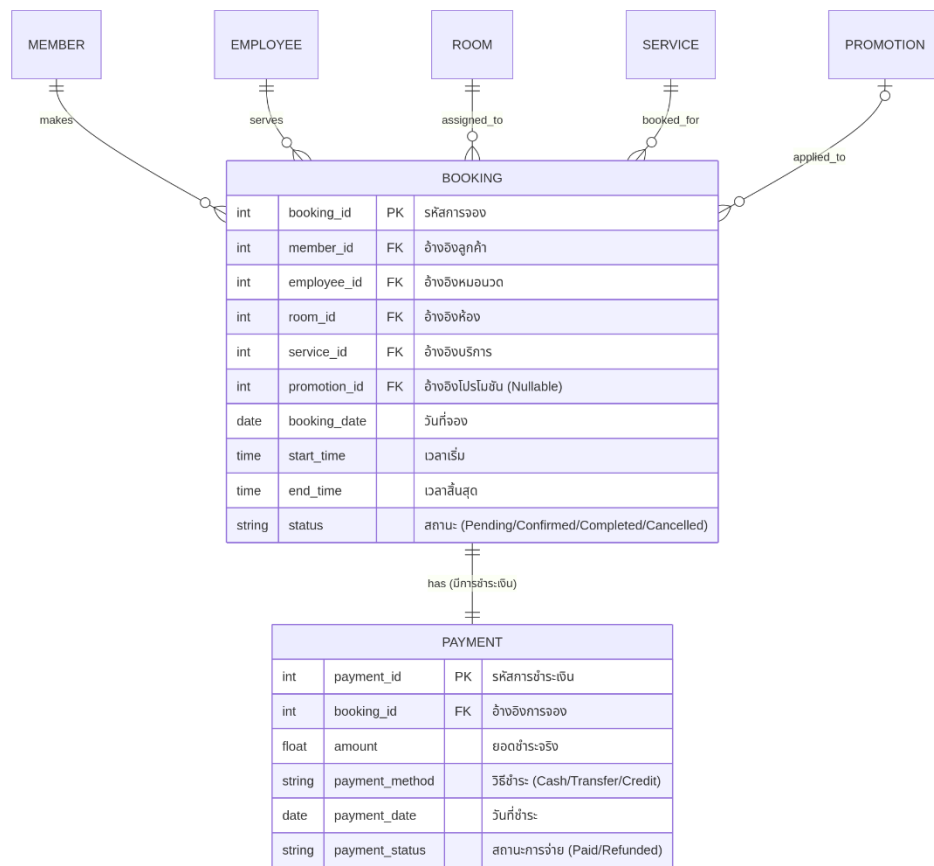 MEMBER
EMPLOYEE
ROOM
SERVICE
PROMOTION
makes
serves
assigned_to
booked_for
applied_to
BOOKING
int booking_id PK รหัสการจอง
int member_id FK อ้างอิงลูกค้า
int employee_id FK อ้างอิงหมอนวด
int room_id FK อ้างอิงห้อง
int service_id FK อ้างอิงบริการ
int promotion_id FK อ้างอิงโปรโมชัน (Nullable)
date booking_date วันที่จอง
time start_time เวลาเริ่ม
time end_time เวลาสิ้นสุด
string status สถานะ (Pending/Confirmed/Completed/Cancelled)
has (มีการชำระเงิน)
PAYMENT
int payment_id PK รหัสการชำระเงิน
int booking_id FK อ้างอิงการจอง
float amount ยอดชำระจริง
string payment_method วิธีชำระ (Cash/Transfer/Credit)
date payment_date วันที่ชำระ
string payment_status สถานะการจ่าย (Paid/Refunded)